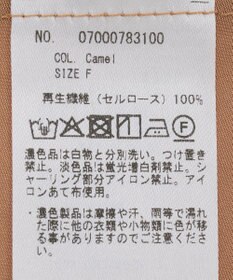 NO. 07000783100
COL. Camel
SIZE F
再生繊維（セルロース）100%
濃色品は白物と分別洗い。つけ置き
禁止。淡色品は蛍光増白剤禁止。シ
ャーリング部分アイロン禁止。アイ
ロンあて布使用。
・濃色製品は摩擦や汗、雨等で濡れ
た際に他の衣類や小物類に色が移
る事がありますのでご注意くださ
い。